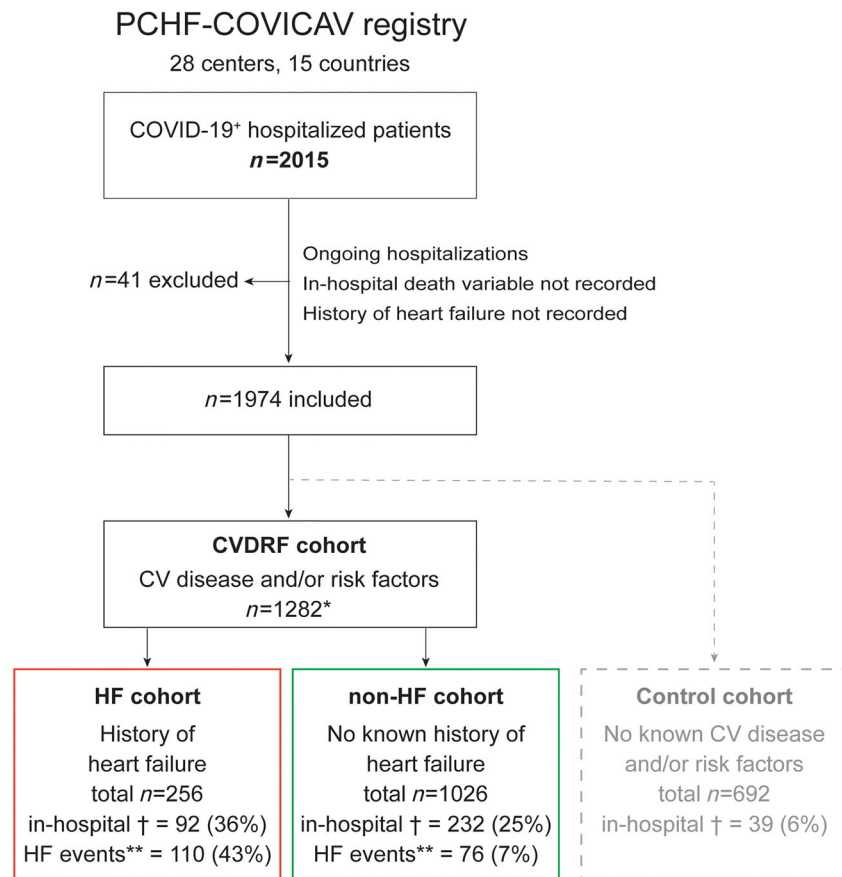 PCHF-COVICAV registry
28 centers, 15 countries
COVID-19⁺ hospitalized patients
n=2015
Ongoing hospitalizations
n=41 excluded
In-hospital death variable not recorded
History of heart failure not recorded
n=1974 included
CVDRF cohort
CV disease and/or risk factors
n=1282*
HF cohort
History of
heart failure
total n=256
in-hospital † = 92 (36%)
HF events** = 110 (43%)
non-HF cohort
No known history of
heart failure
total n=1026
in-hospital † = 232 (25%)
HF events** = 76 (7%)
Control cohort
No known CV disease
and/or risk factors
total n=692
in-hospital † = 39 (6%)